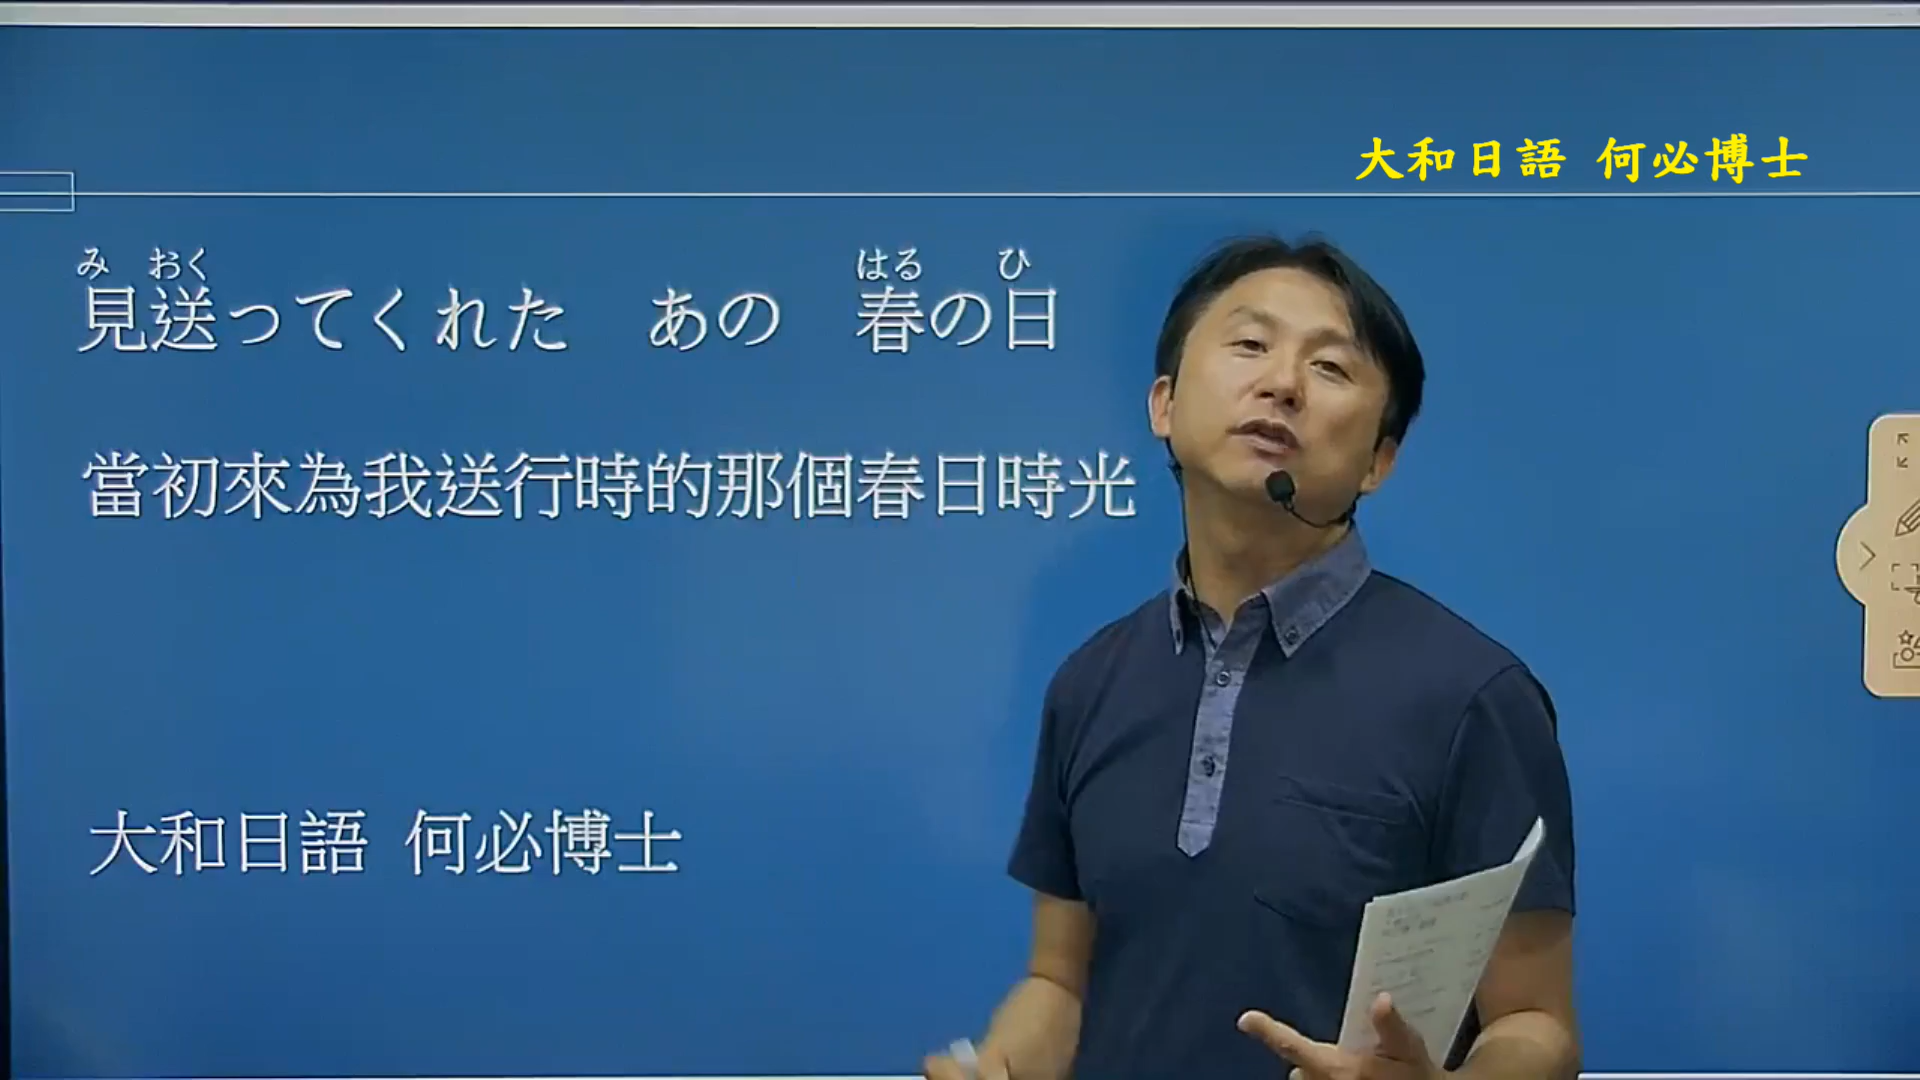 大和日語 何必博士
み おく はる ひ
見送ってくれた あの 春の日
當初來為我送行時的那個春日時光
大和日語 何必博士